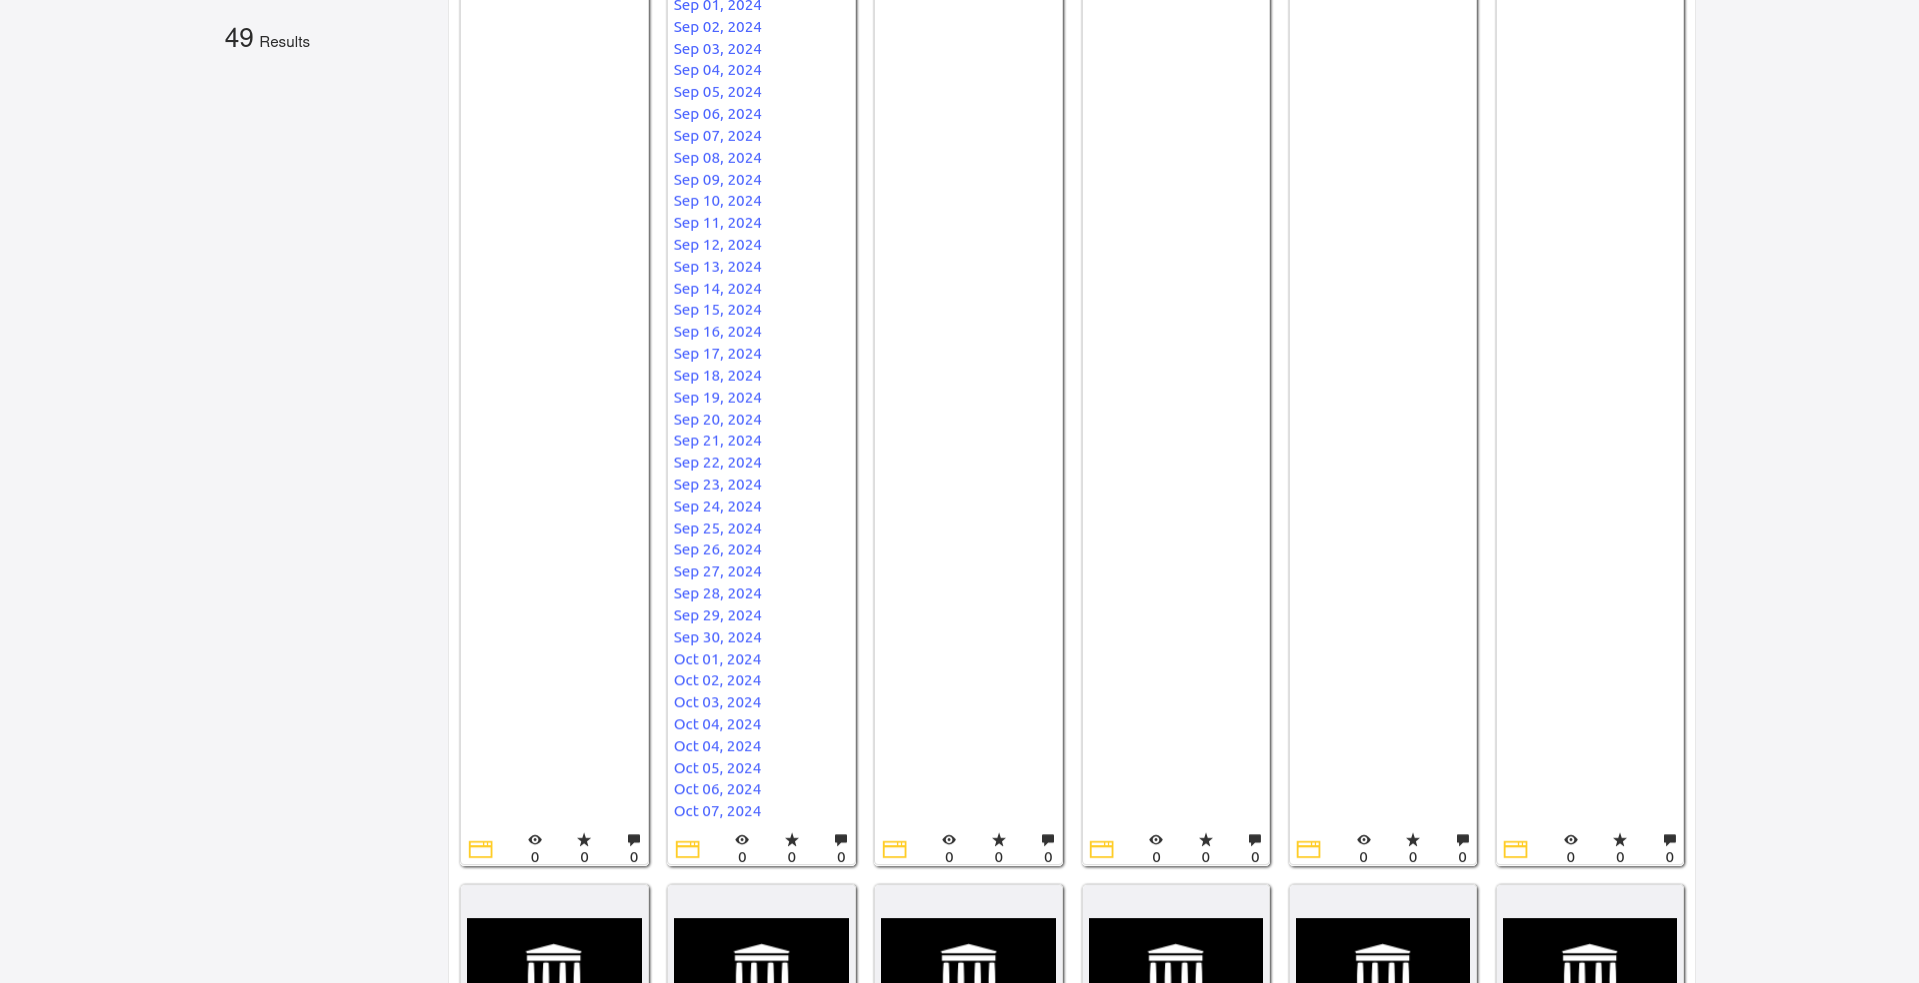 49 Results
Sep 01, 2024
Sep 02, 2024
Sep 03, 2024
Sep 04, 2024
Sep 05, 2024
Sep 06, 2024
Sep 07, 2024
Sep 08, 2024
Sep 09, 2024
Sep 10, 2024
Sep 11, 2024
Sep 12, 2024
Sep 13, 2024
Sep 14, 2024
Sep 15, 2024
Sep 16, 2024
Sep 17, 2024
Sep 18, 2024
Sep 19, 2024
Sep 20, 2024
Sep 21, 2024
Sep 22, 2024
Sep 23, 2024
Sep 24, 2024
Sep 25, 2024
Sep 26, 2024
Sep 27, 2024
Sep 28, 2024
Sep 29, 2024
Sep 30, 2024
Oct 01, 2024
Oct 02, 2024
Oct 03, 2024
Oct 04, 2024
Oct 04, 2024
Oct 05, 2024
Oct 06, 2024
Oct 07, 2024
0 0 0 0 0 0 0 0 0 0 0 0 0 0 0 0 0 0